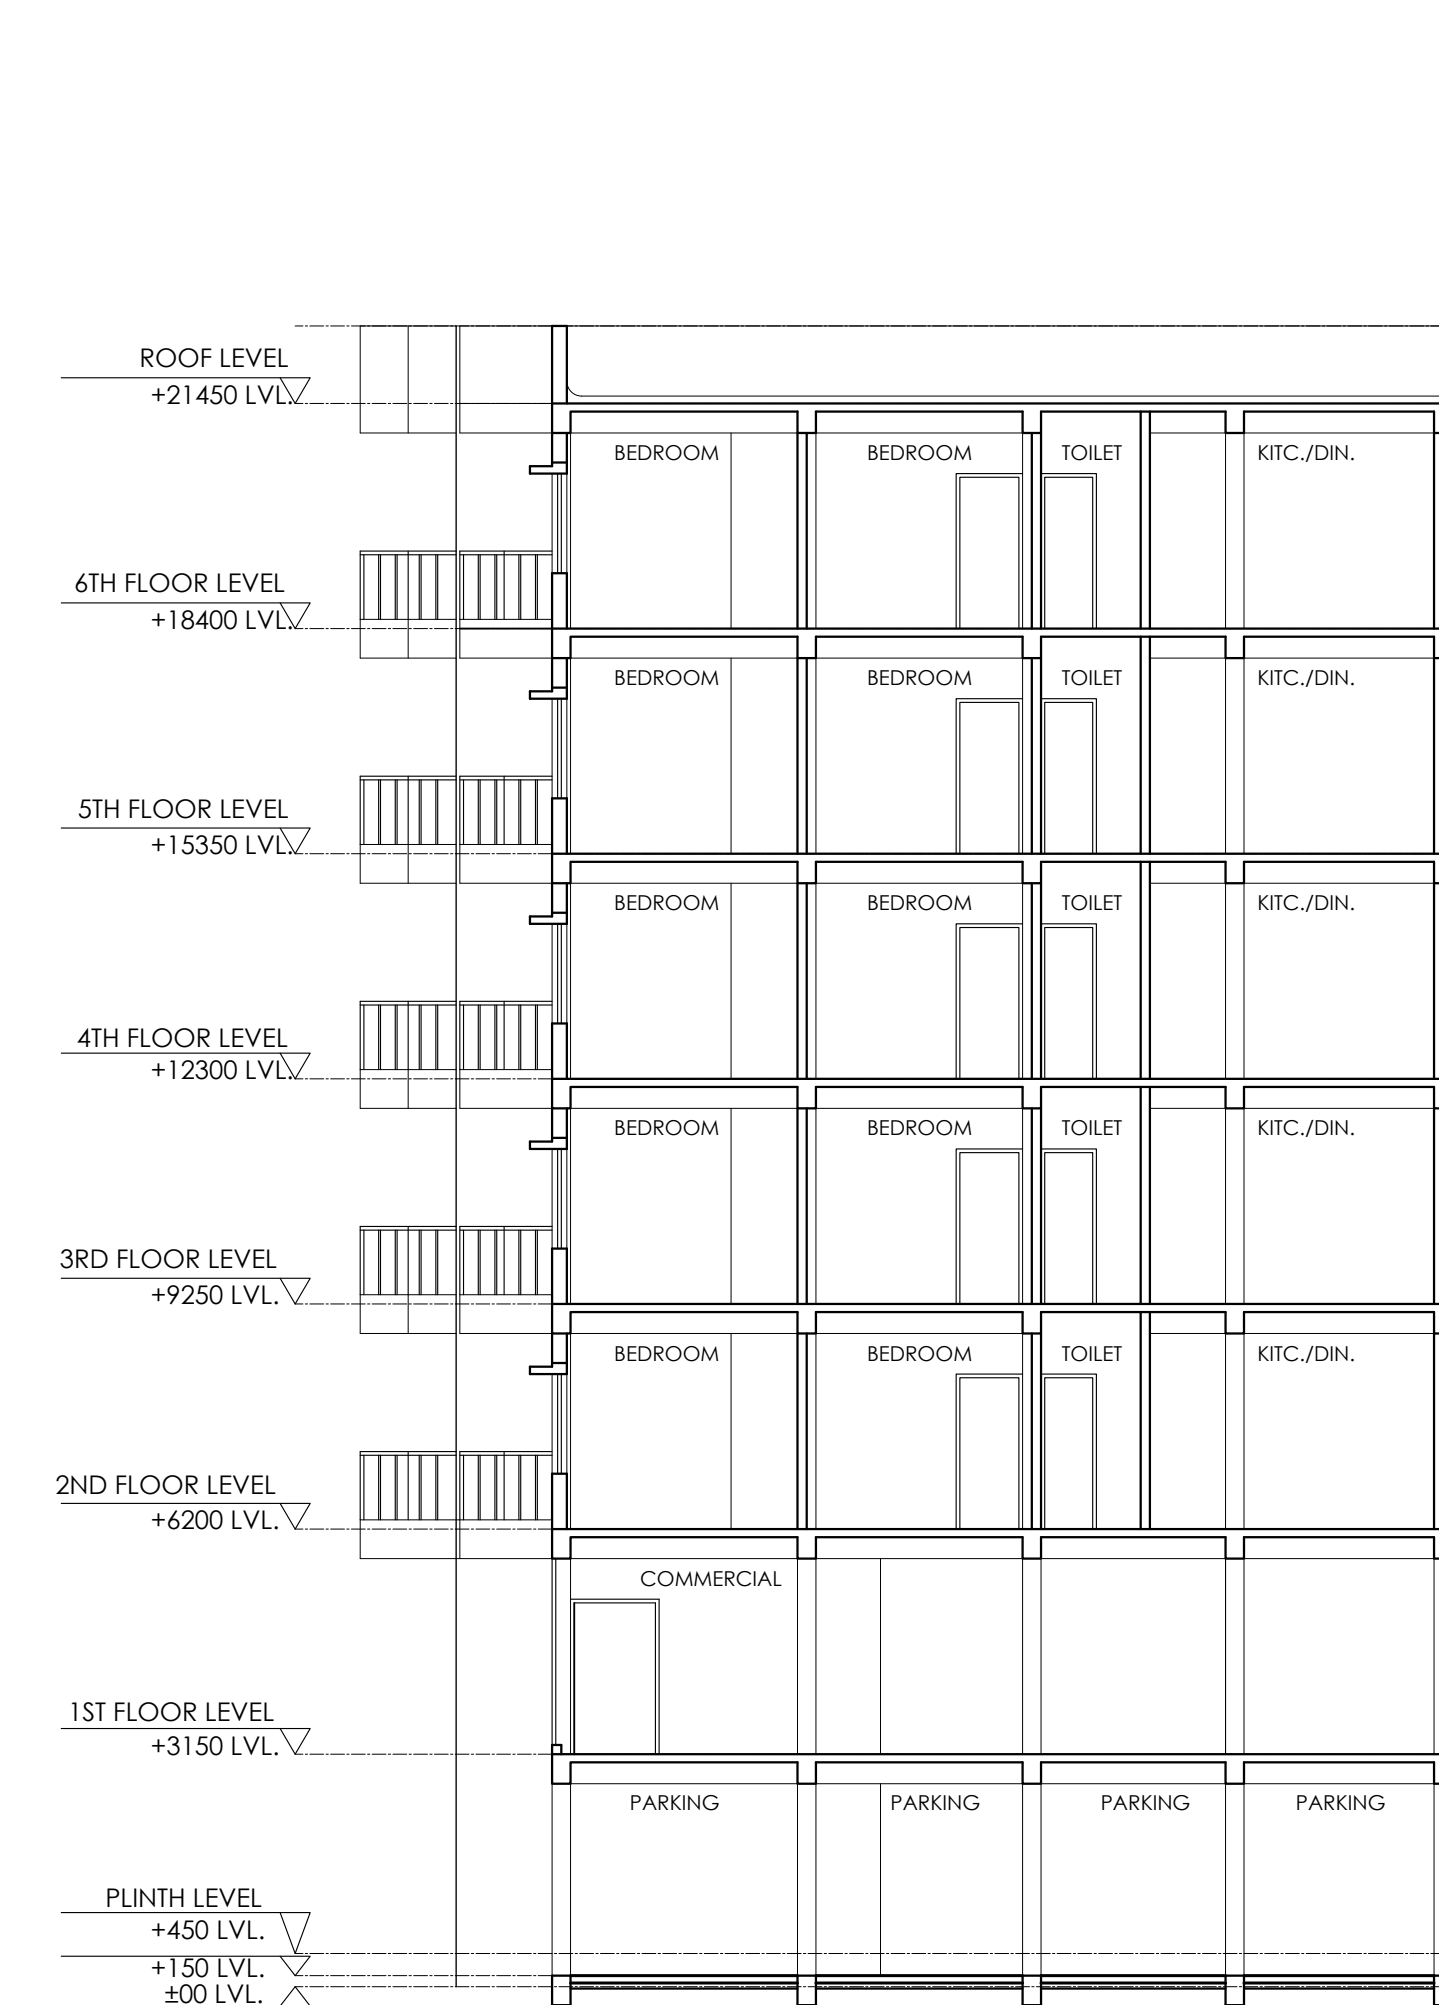 ROOF LEVEL
+21450 LVL.
BEDROOM BEDROOM TOILET KITC./DIN.
6TH FLOOR LEVEL
+18400 LVL.
BEDROOM BEDROOM TOILET KITC./DIN.
5TH FLOOR LEVEL
+15350 LVL.
BEDROOM BEDROOM TOILET KITC./DIN.
4TH FLOOR LEVEL
+12300 LVL.
BEDROOM BEDROOM TOILET KITC./DIN.
3RD FLOOR LEVEL
+9250 LVL.
BEDROOM BEDROOM TOILET KITC./DIN.
2ND FLOOR LEVEL
+6200 LVL.
COMMERCIAL
1ST FLOOR LEVEL
+3150 LVL.
PARKING PARKING PARKING PARKING
PLINTH LEVEL
+450 LVL.
+150 LVL.
±00 LVL.